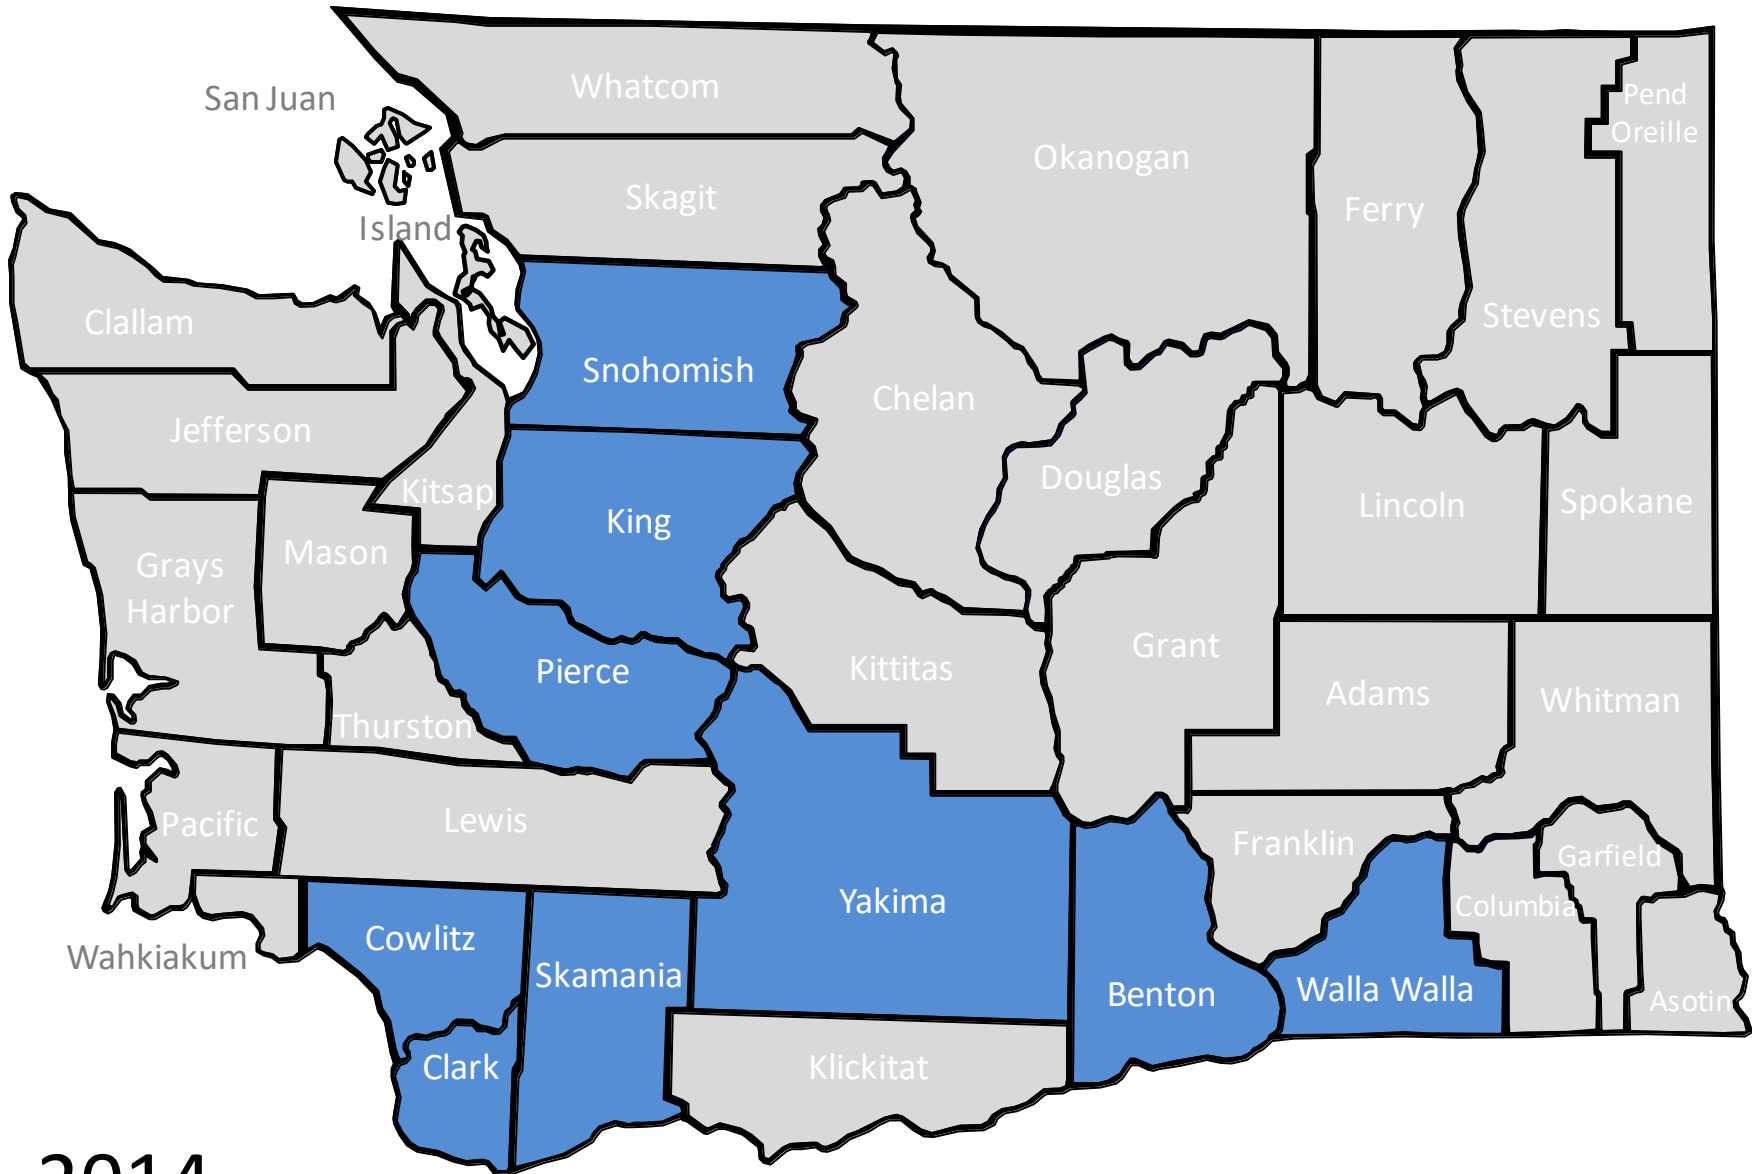 Whatcom
San Juan
Pend
Oreille
Okanogan
Skagit
Ferry
Island
Clallam
Stevens
Snohomish
Chelan
Jefferson
Douglas
Kitsap
Lincoln
Spokane
King
Mason
Grays
Harbor
Grant
Kittitas
Pierce
Adams
Whitman
Thurston
Lewis
Pacific
Franklin
Garfield
Yakima
Columbia
Cowlitz
Wahkiakum
Skamania
Benton
Walla Walla
Asotin
Clark
Klickitat
2014